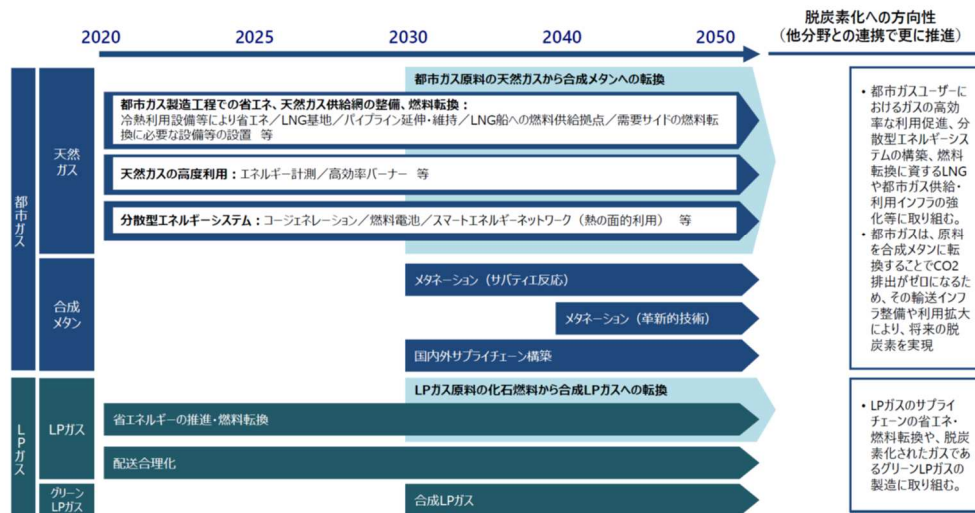 脱炭素化への方向性
（他分野との連携で更に推進）
2020
2025
2030
2040
2050
都市ガス
天然
ガス
都市ガス原料の天然ガスから合成メタンへの転換
都市ガス製造工程での省エネ、天然ガス供給網の整備、燃料転換：
冷熱利用設備等により省エネ／LNG基地／パイプライン延伸・維持／LNG船への燃料供給拠点／需要サイドの燃料転
換に必要な設備等の設置　等
天然ガスの高度利用：エネルギー計測／高効率バーナー　等
分散型エネルギーシステム：コージェネレーション／燃料電池／スマートエネルギーネットワーク（熱の面的利用）　等
合成
メタン
メタネーション（サバティエ反応）
メタネーション（革新的技術）
国内外サプライチェーン構築
• 都市ガスユーザーに
おけるガスの高効
率な利用促進、分
散型エネルギーシス
テムの構築、燃料
転換に資するLNG
や都市ガス供給・
利用インフラの強
化等に取り組む。
• 都市ガスは、原料
を合成メタンに転
換することでCO2
排出がゼロになるた
め、その輸送インフ
ラ整備や利用拡大
により、将来の脱
炭素を実現
LPガス
LPガス
LPガス原料の化石燃料から合成LPガスへの転換
省エネルギーの推進・燃料転換
配送合理化
グリーン
LPガス
合成LPガス
• LPガスのサプライ
チェーンの省エネ・
燃料転換や、脱炭
素化されたガスであ
るグリーンLPガスの
製造に取り組む。